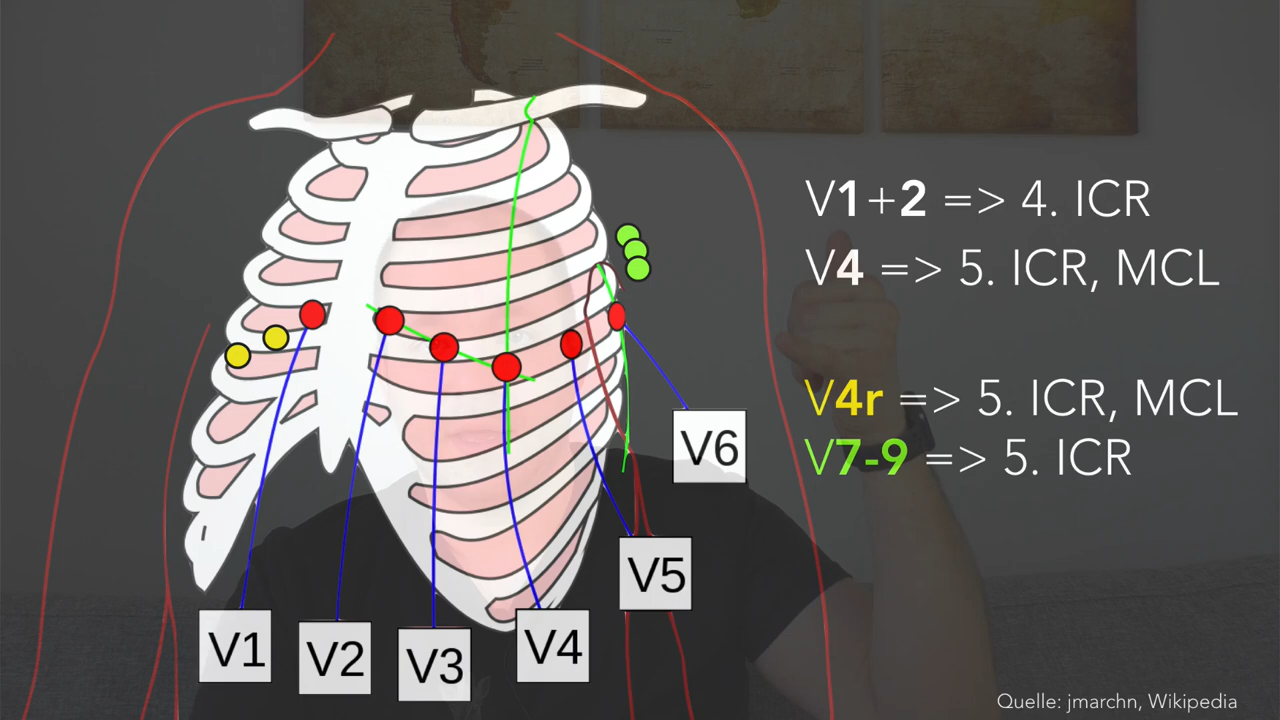 V1+2 => 4. ICR
V4 => 5. ICR, MCL
V4r => 5. ICR, MCL
V7-9 => 5. ICR
V6
V5
V1
V2
V3
V4
Quelle: jmarchn, Wikipedia